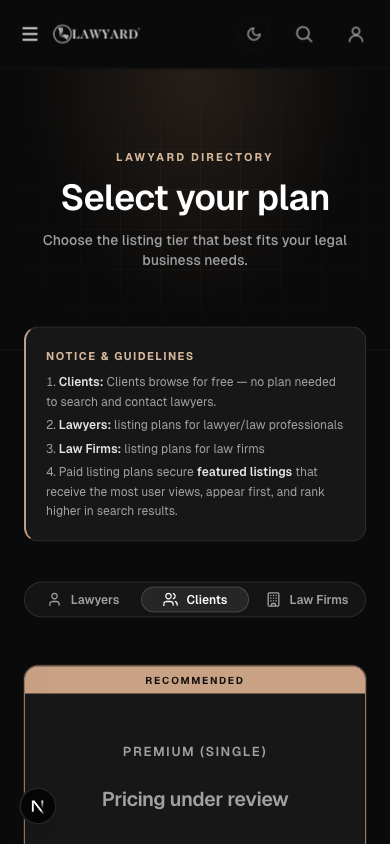 LAWYARD
LAWYARD DIRECTORY
Select your plan
Choose the listing tier that best fits your legal
business needs.
NOTICE & GUIDELINES
1. Clients: Clients browse for free — no plan needed
to search and contact lawyers.
2. Lawyers: listing plans for lawyer/law professionals
3. Law Firms: listing plans for law firms
4. Paid listing plans secure featured listings that
receive the most user views, appear first, and rank
higher in search results.
Lawyers Clients Law Firms
RECOMMENDED
PREMIUM (SINGLE)
Pricing under review
N